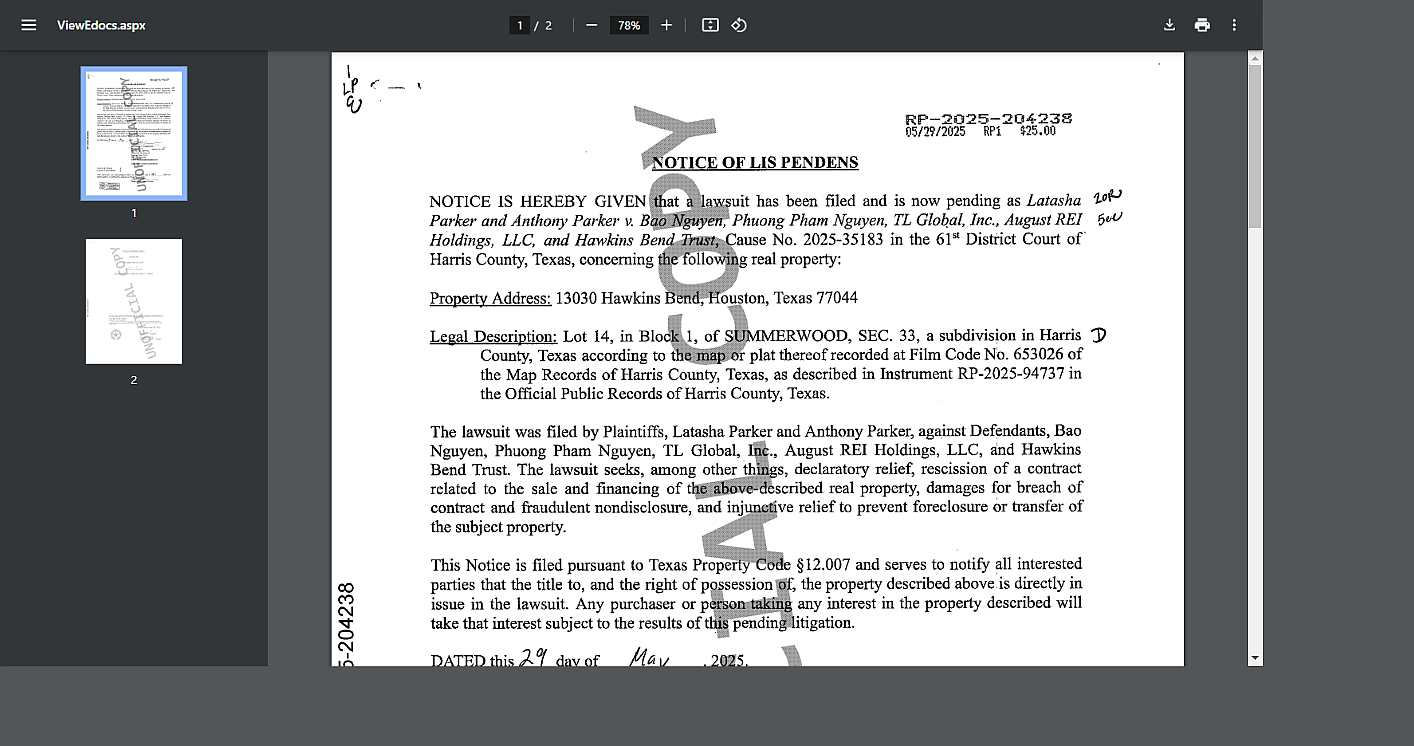 ViewEdocs.aspx
1 / 2
78%
1
2
LP
RP-2025-204238
05/29/2025 RP1 $25.00
NOTICE OF LIS PENDENS
NOTICE IS HEREBY GIVEN that a lawsuit has been filed and is now pending as Latasha
Parker and Anthony Parker v. Bao Nguyen, Phuong Pham Nguyen, TL Global, Inc., August REI
Holdings, LLC, and Hawkins Bend Trust, Cause No. 2025-35183 in the 61st District Court of
Harris County, Texas, concerning the following real property:
Property Address: 13030 Hawkins Bend, Houston, Texas 77044
Legal Description: Lot 14, in Block 1, of SUMMERWOOD, SEC. 33, a subdivision in Harris
County, Texas according to the map or plat thereof recorded at Film Code No. 653026 of
the Map Records of Harris County, Texas, as described in Instrument RP-2025-94737 in
the Official Public Records of Harris County, Texas.
The lawsuit was filed by Plaintiffs, Latasha Parker and Anthony Parker, against Defendants, Bao
Nguyen, Phuong Pham Nguyen, TL Global, Inc., August REI Holdings, LLC, and Hawkins
Bend Trust. The lawsuit seeks, among other things, declaratory relief, rescission of a contract
related to the sale and financing of the above-described real property, damages for breach of
contract and fraudulent nondisclosure, and injunctive relief to prevent foreclosure or transfer of
the subject property.
This Notice is filed pursuant to Texas Property Code §12.007 and serves to notify all interested
parties that the title to, and the right of possession of, the property described above is directly in
issue in the lawsuit. Any purchaser or person taking any interest in the property described will
take that interest subject to the results of this pending litigation.
DATED this 29 day of May, 2025.
5-204238
COPY
CIAL
UNOFFICIAL COPY
UNOFFICIAL COPY